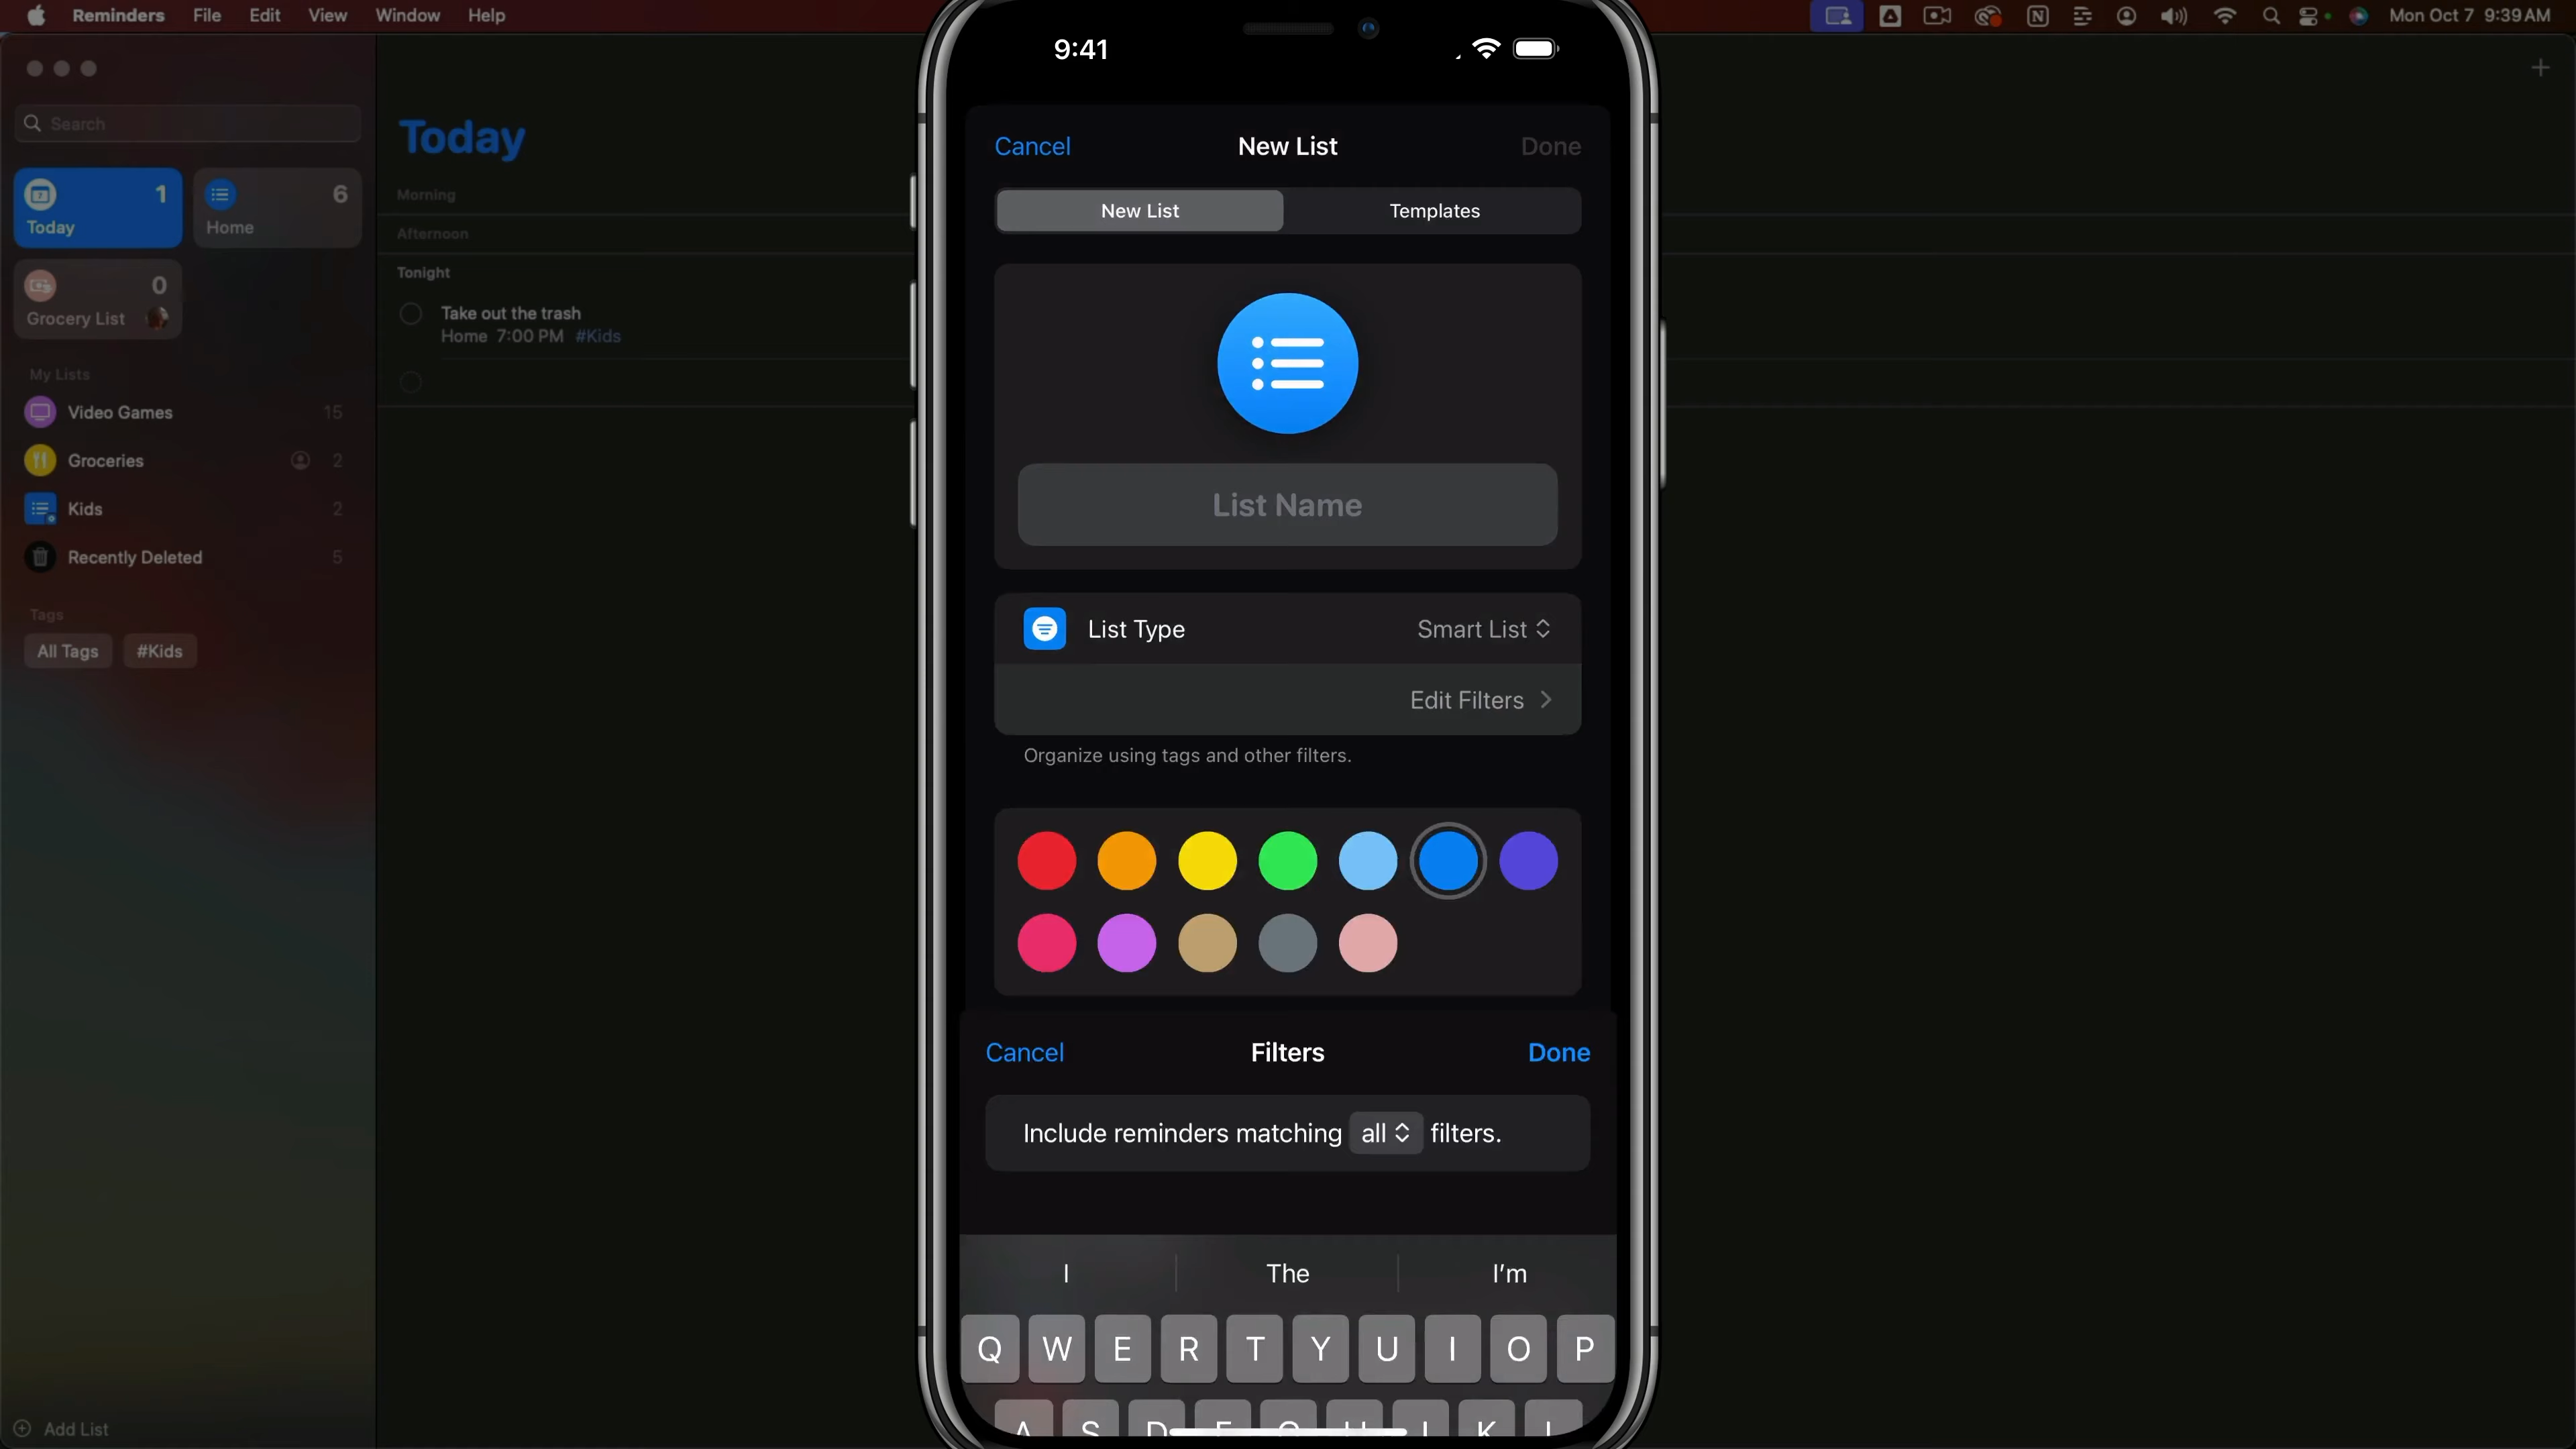 Reminders File Edit View Window Help
Mon Oct 7 9:39 AM
Search
1
Today
6
Home
0
Grocery List
My Lists
Video Games 15
Groceries 2
Kids 2
Recently Deleted 5
Tags
All Tags #Kids
Add List
Today
Morning
Afternoon
Tonight
Take out the trash
Home 7:00 PM #Kids
9:41
Cancel New List Done
New List Templates
List Name
List Type Smart List
Edit Filters
Organize using tags and other filters.
Cancel Filters Done
Include reminders matching all filters.
I The I'm
Q W E R T Y U I O P
A S D F G H J K L